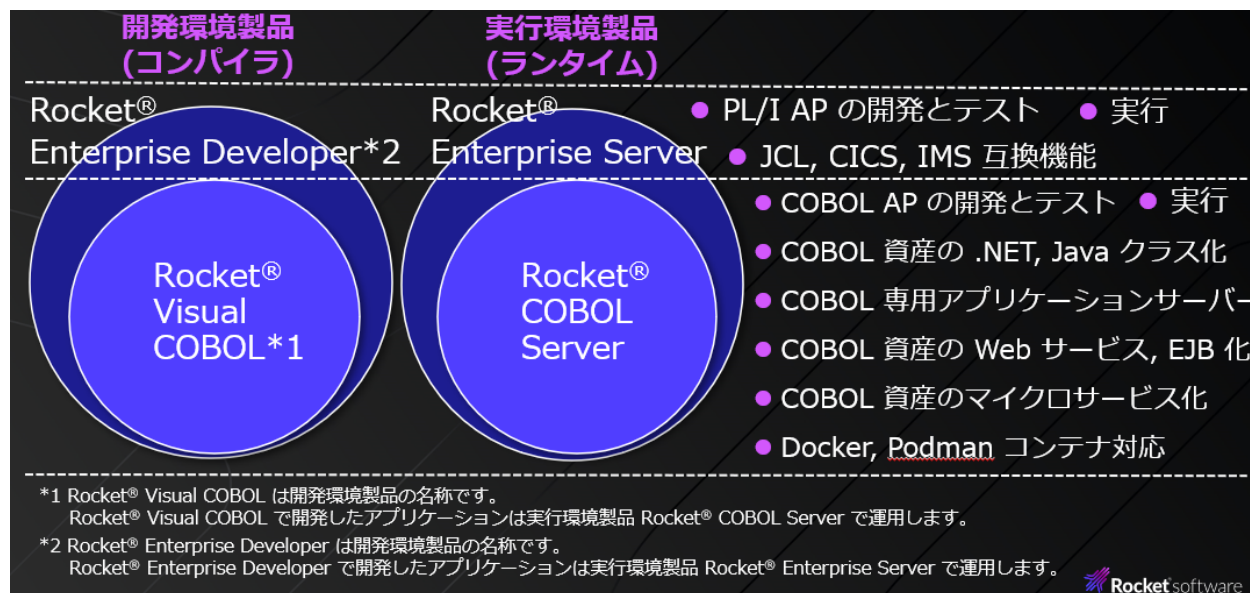 開発環境製品
(コンパイラ)
実行環境製品
(ランタイム)
Rocket®
Enterprise Developer*2
Rocket®
Enterprise Server
● PL/I AP の開発とテスト ● 実行
● JCL, CICS, IMS 互換機能
Rocket®
Visual
COBOL*1
Rocket®
COBOL
Server
● COBOL AP の開発とテスト ● 実行
● COBOL 資産の .NET, Java クラス化
● COBOL 専用アプリケーションサーバー
● COBOL 資産の Web サービス, EJB 化
● COBOL 資産のマイクロサービス化
● Docker, Podman コンテナ対応
*1 Rocket® Visual COBOL は開発環境製品の名称です。
Rocket® Visual COBOL で開発したアプリケーションは実行環境製品 Rocket® COBOL Server で運用します。
*2 Rocket® Enterprise Developer は開発環境製品の名称です。
Rocket® Enterprise Developer で開発したアプリケーションは実行環境製品 Rocket® Enterprise Server で運用します。
Rocket software